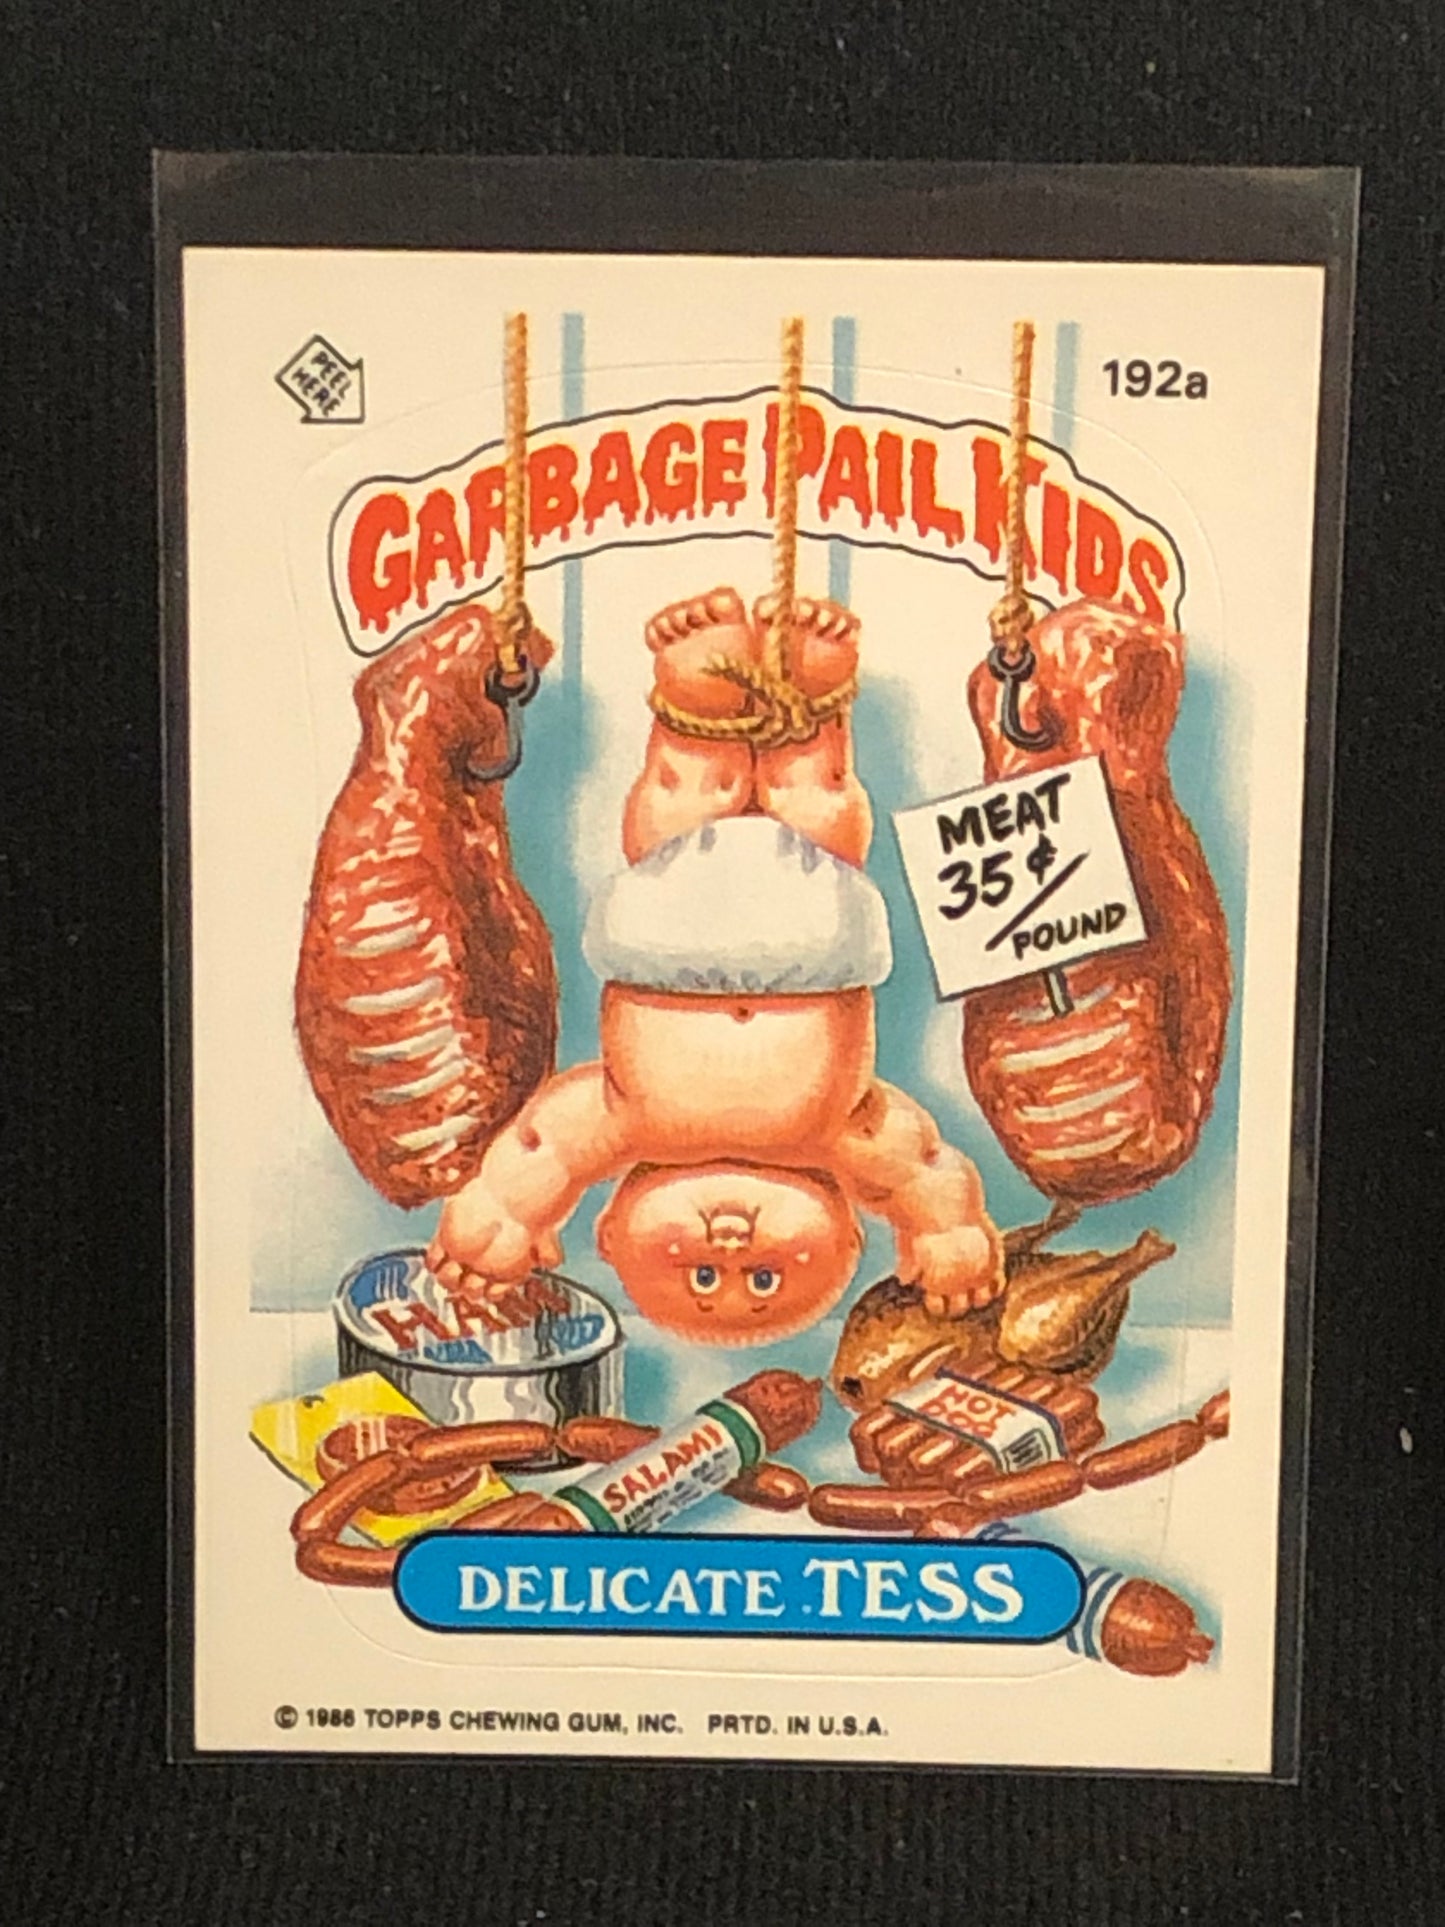 PEEL
HERE
192a
GARBAGE PAIL KIDS
MEAT
35¢/
POUND
HAM
HOT
DOG
SALAMI
DELICATE TESS
© 1986 TOPPS CHEWING GUM, INC. PRTD. IN U.S.A.